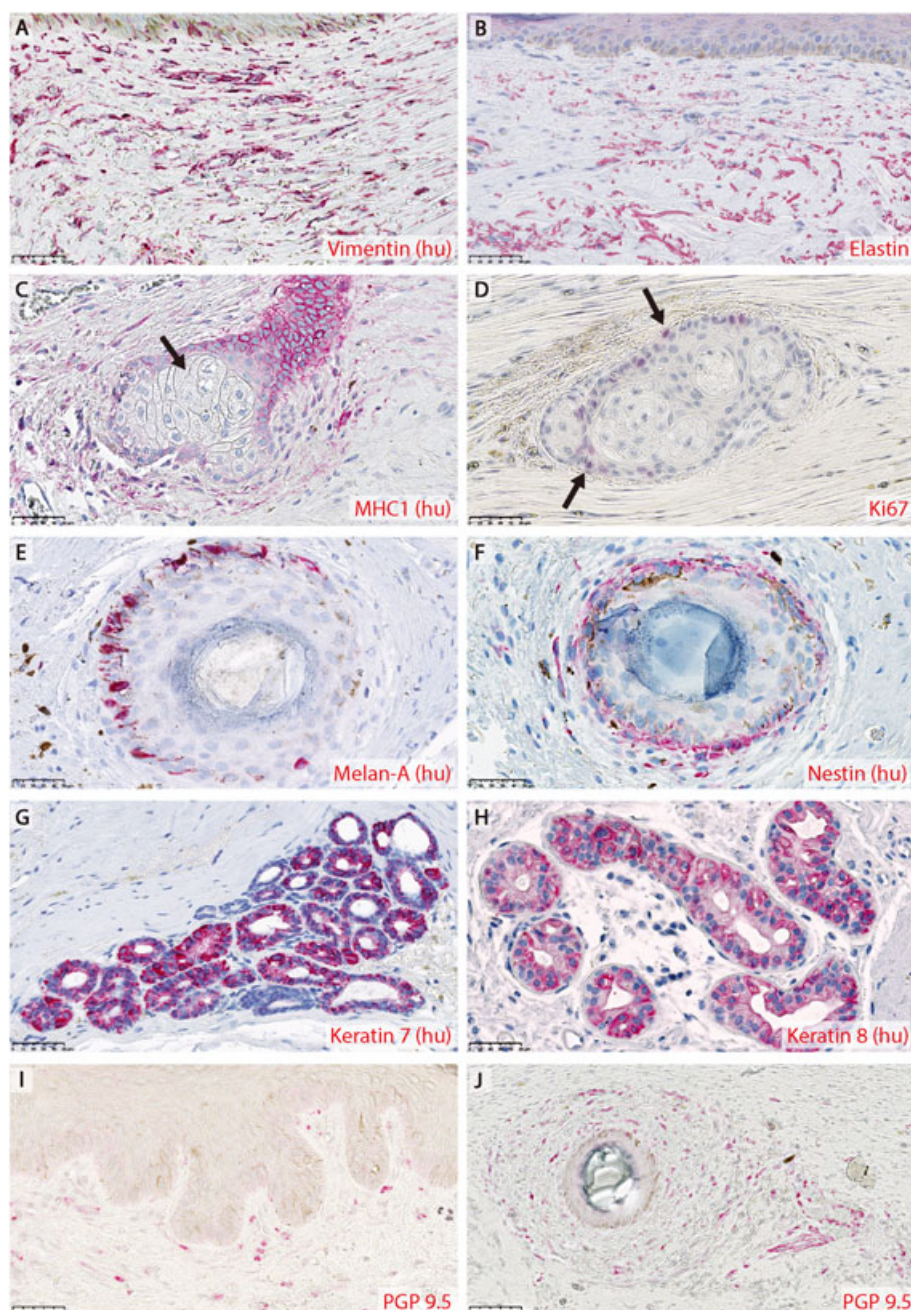 A
Vimentin (hu)
B
Elastin
C
MHC1 (hu)
D
Ki67
E
Melan-A (hu)
F
Nestin (hu)
G
Keratin 7 (hu)
H
Keratin 8 (hu)
I
PGP 9.5
J
PGP 9.5